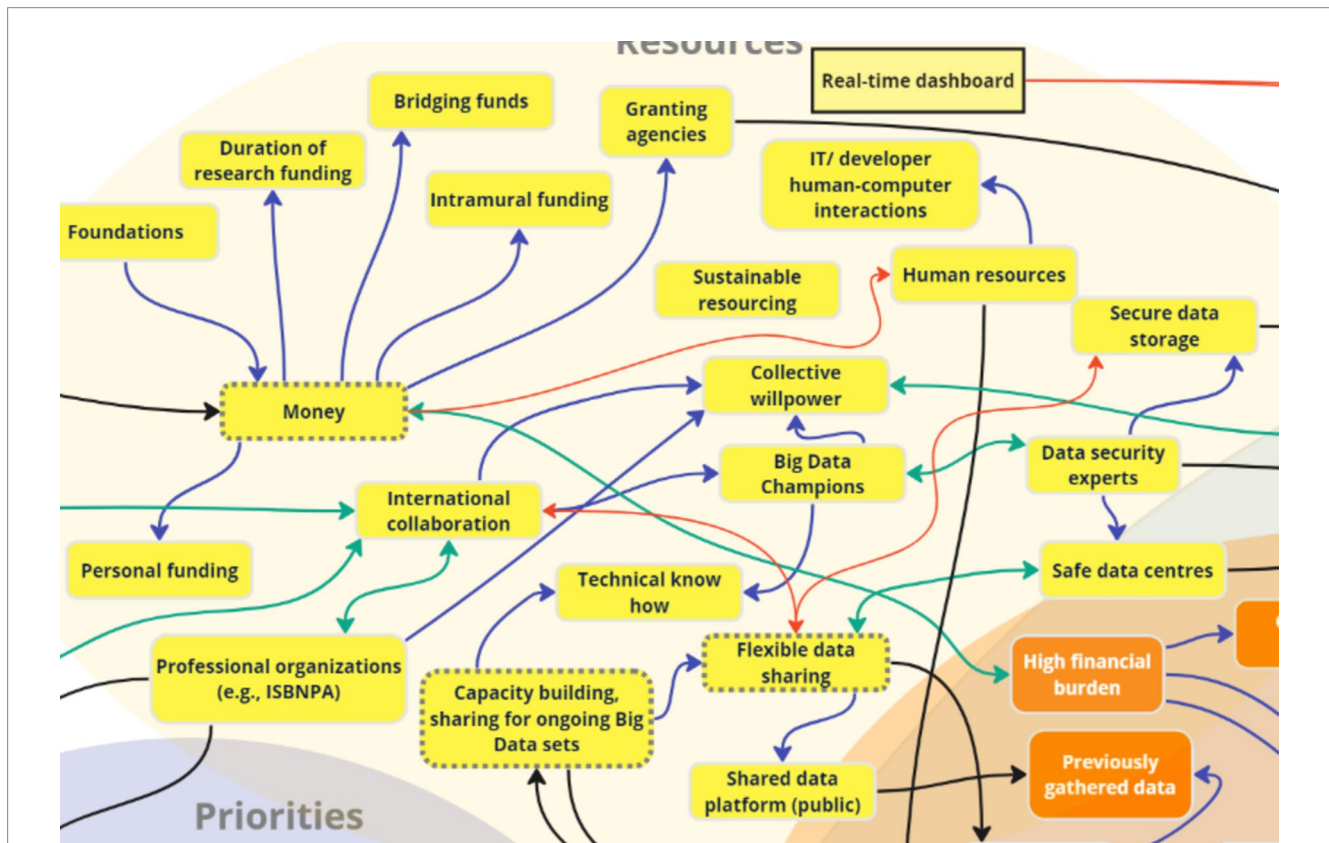 Resources
Real-time dashboard
Bridging funds
Granting
agencies
Duration of
research funding
IT/ developer
human-computer
interactions
Intramural funding
Foundations
Sustainable
resourcing
Human resources
Secure data
storage
Collective
willpower
Money
Big Data
Champions
Data security
experts
International
collaboration
Personal funding
Technical know
how
Safe data centres
Professional organizations
(e.g., ISBNPA)
Flexible data
sharing
High financial
burden
Capacity building,
sharing for ongoing Big
Data sets
Shared data
platform (public)
Previously
gathered data
Priorities